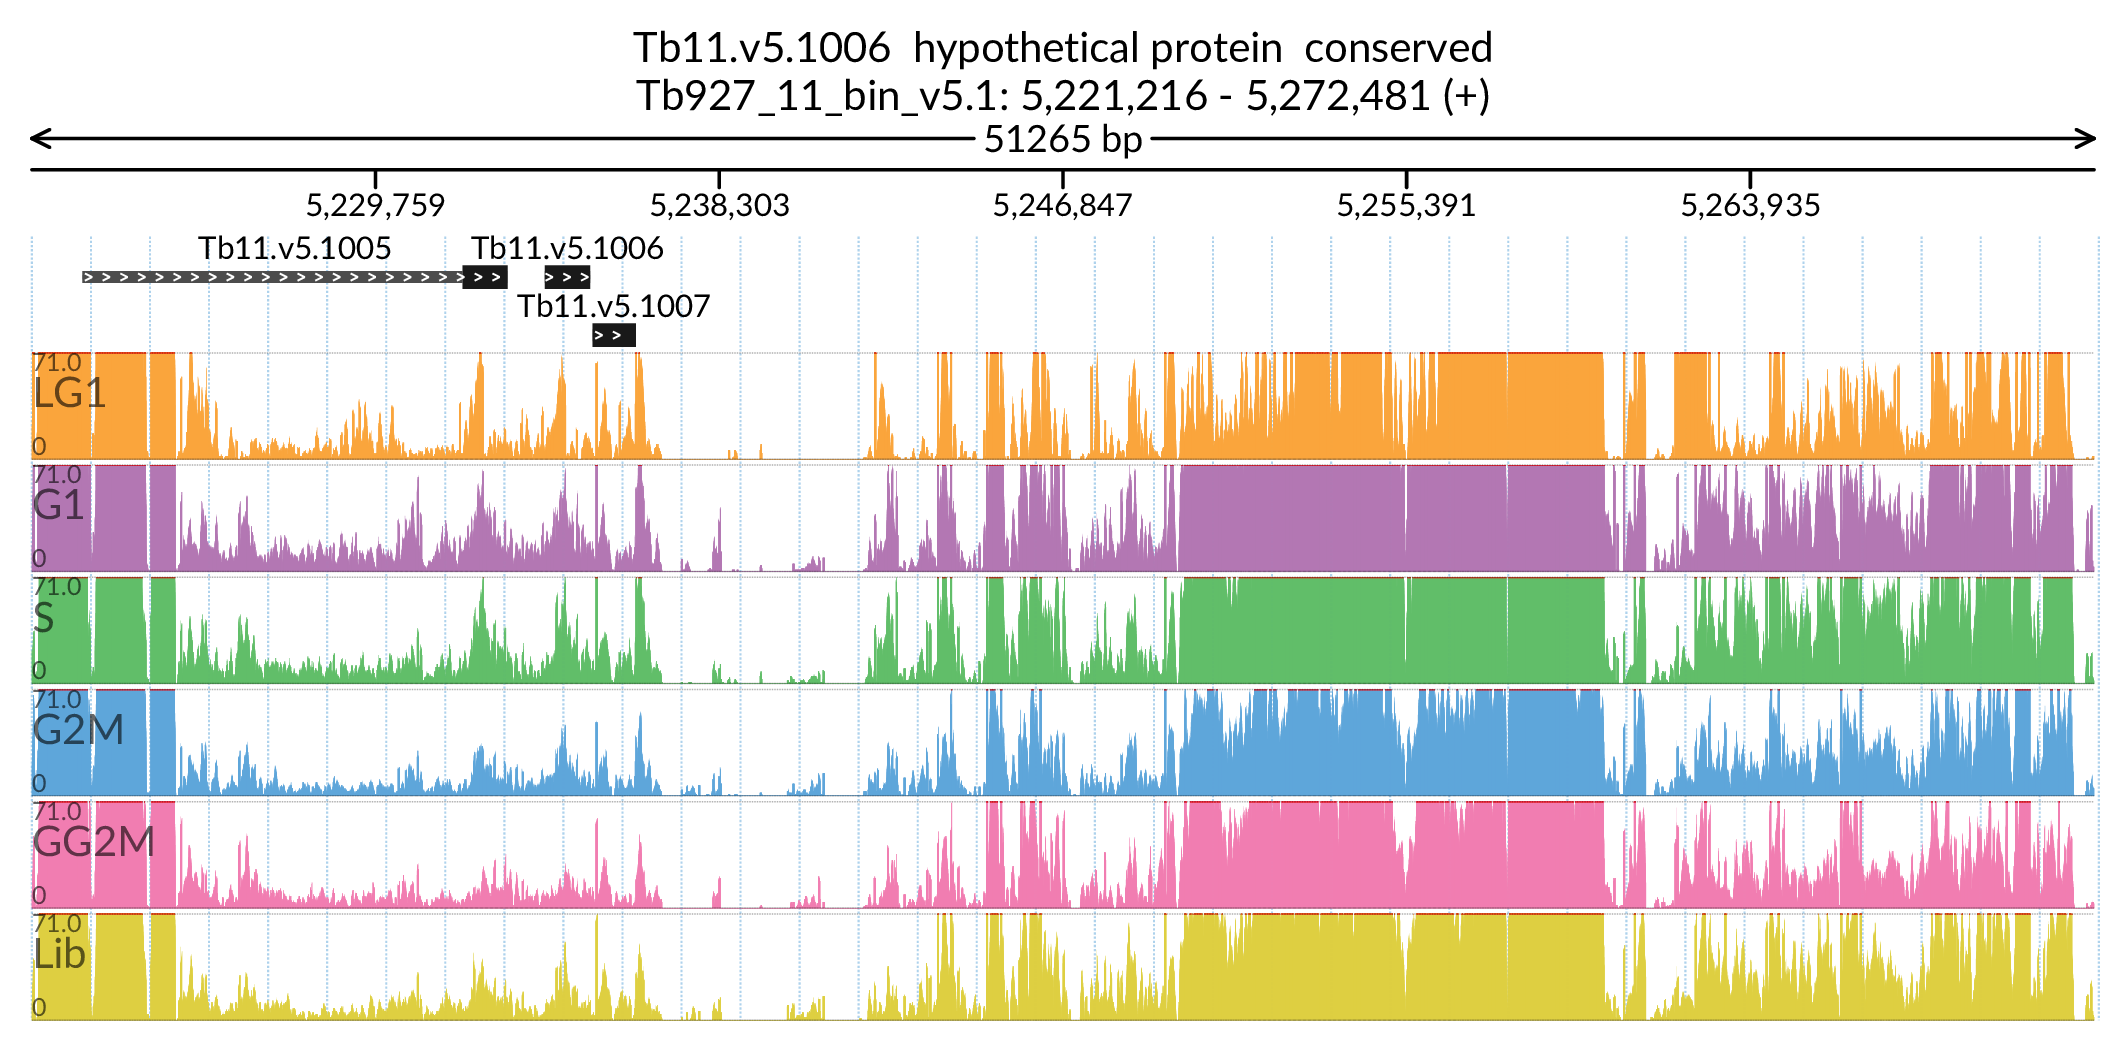 Tb11.v5.1006  hypothetical protein  conserved
Tb927_11_bin_v5.1: 5,221,216 - 5,272,481 (+)
51265 bp
5,229,759 5,238,303 5,246,847 5,255,391 5,263,935
Tb11.v5.1005 Tb11.v5.1006
Tb11.v5.1007
71.0
LG1
0
71.0
G1
0
71.0
S
0
71.0
G2M
0
71.0
GG2M
0
71.0
Lib
0